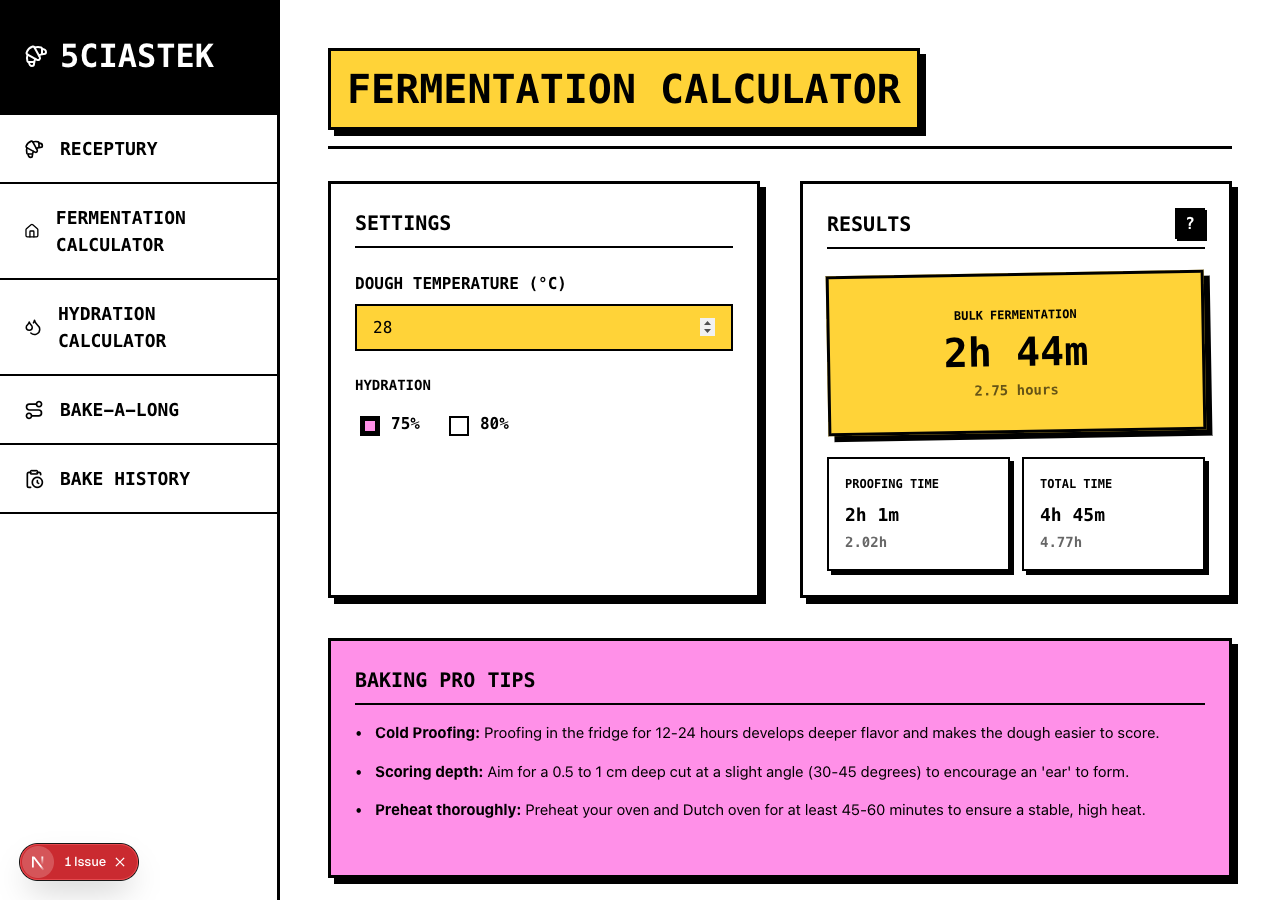 5CIASTEK
RECEPTURY
FERMENTATION
CALCULATOR
HYDRATION
CALCULATOR
BAKE–A–LONG
BAKE HISTORY
1 Issue
FERMENTATION CALCULATOR
SETTINGS
DOUGH TEMPERATURE (°C)
28
HYDRATION
75% 80%
RESULTS ?
BULK FERMENTATION
2h 44m
2.75 hours
PROOFING TIME
2h 1m
2.02h
TOTAL TIME
4h 45m
4.77h
BAKING PRO TIPS
• Cold Proofing: Proofing in the fridge for 12-24 hours develops deeper flavor and makes the dough easier to score.
• Scoring depth: Aim for a 0.5 to 1 cm deep cut at a slight angle (30-45 degrees) to encourage an 'ear' to form.
• Preheat thoroughly: Preheat your oven and Dutch oven for at least 45-60 minutes to ensure a stable, high heat.